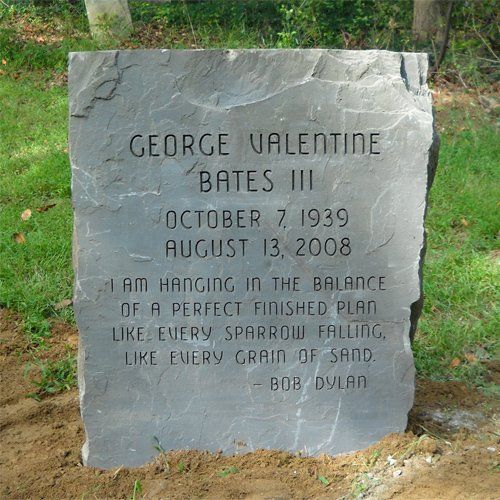 GEORGE VALENTINE
BATES III
OCTOBER 7, 1939
AUGUST 13, 2008
I AM HANGING IN THE BALANCE
OF A PERFECT FINISHED PLAN
LIKE EVERY SPARROW FALLING,
LIKE EVERY GRAIN OF SAND.
– BOB DYLAN